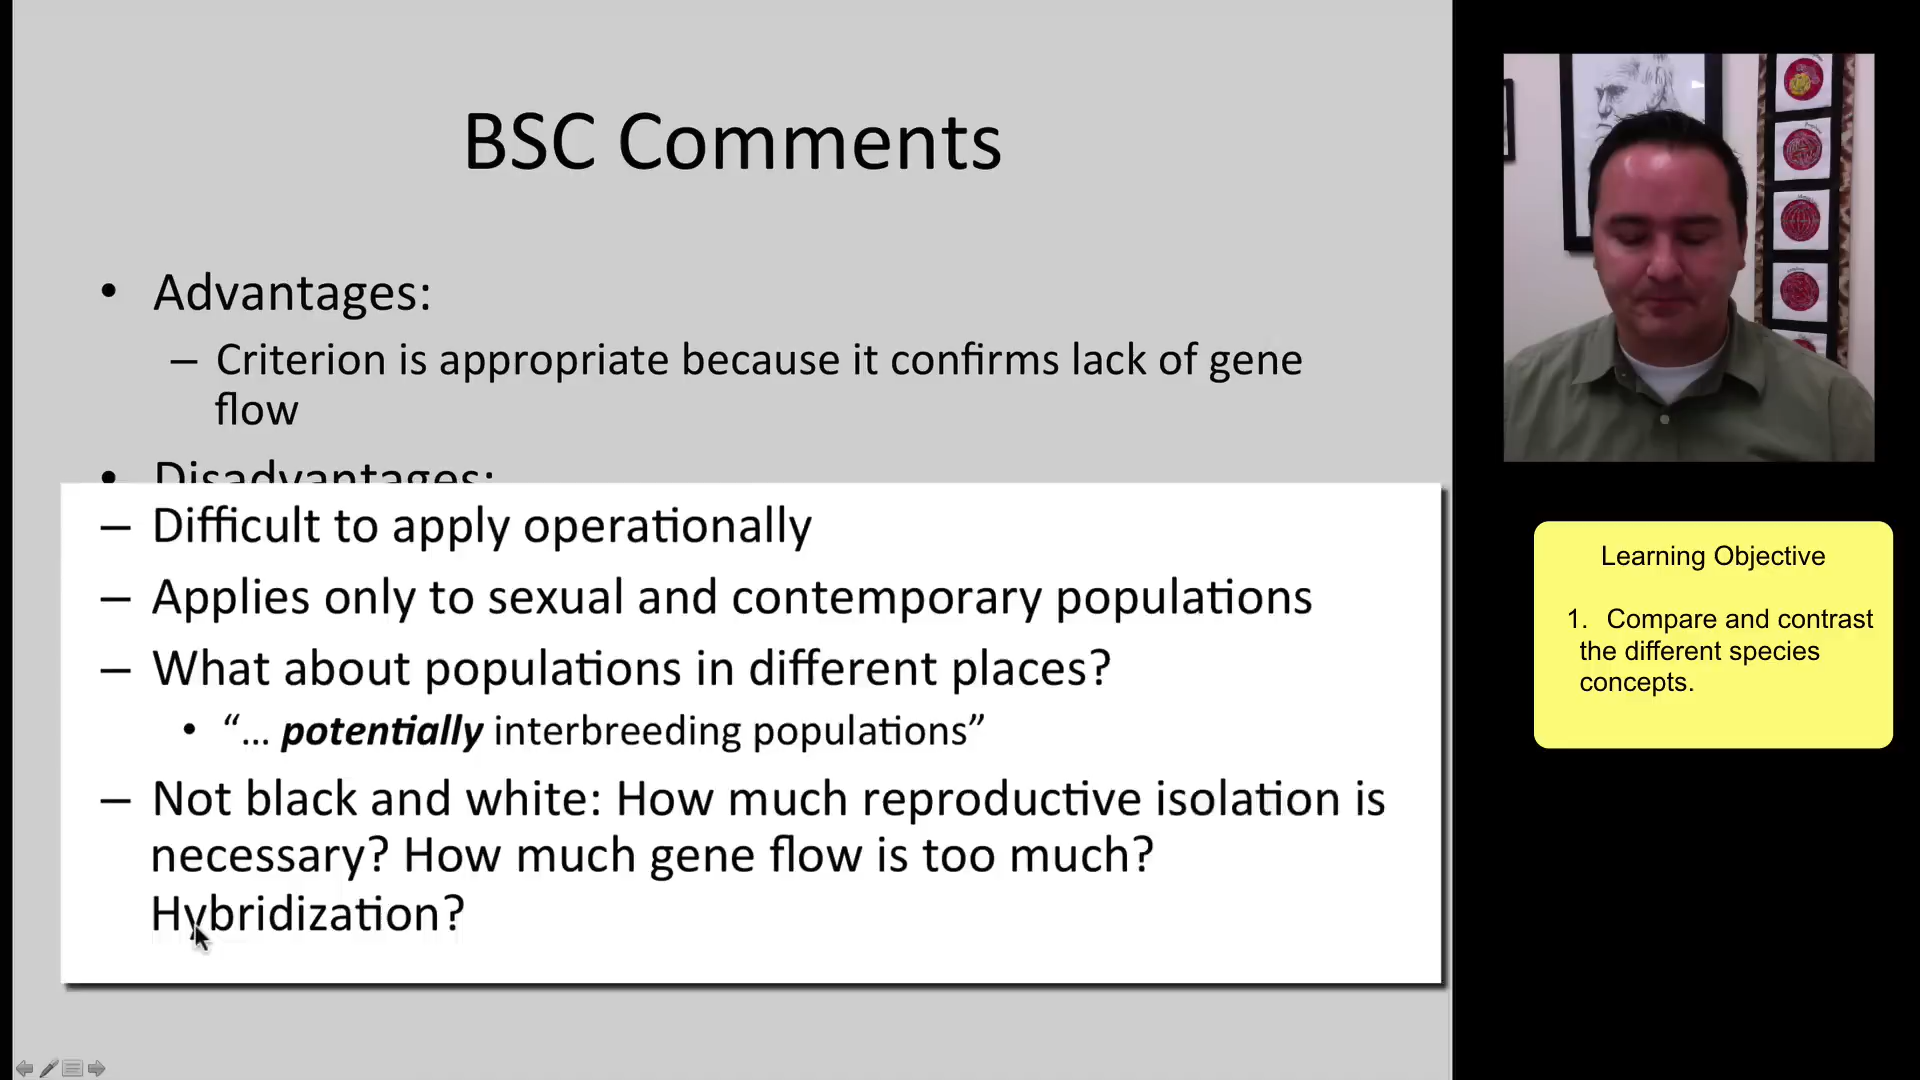 BSC Comments
• Advantages:
– Criterion is appropriate because it confirms lack of gene
flow
• Disadvantages:
– Difficult to apply operationally
– Applies only to sexual and contemporary populations
– What about populations in different places?
• “... potentially interbreeding populations”
– Not black and white: How much reproductive isolation is
necessary? How much gene flow is too much?
Hybridization?
Learning Objective
1. Compare and contrast
the different species
concepts.